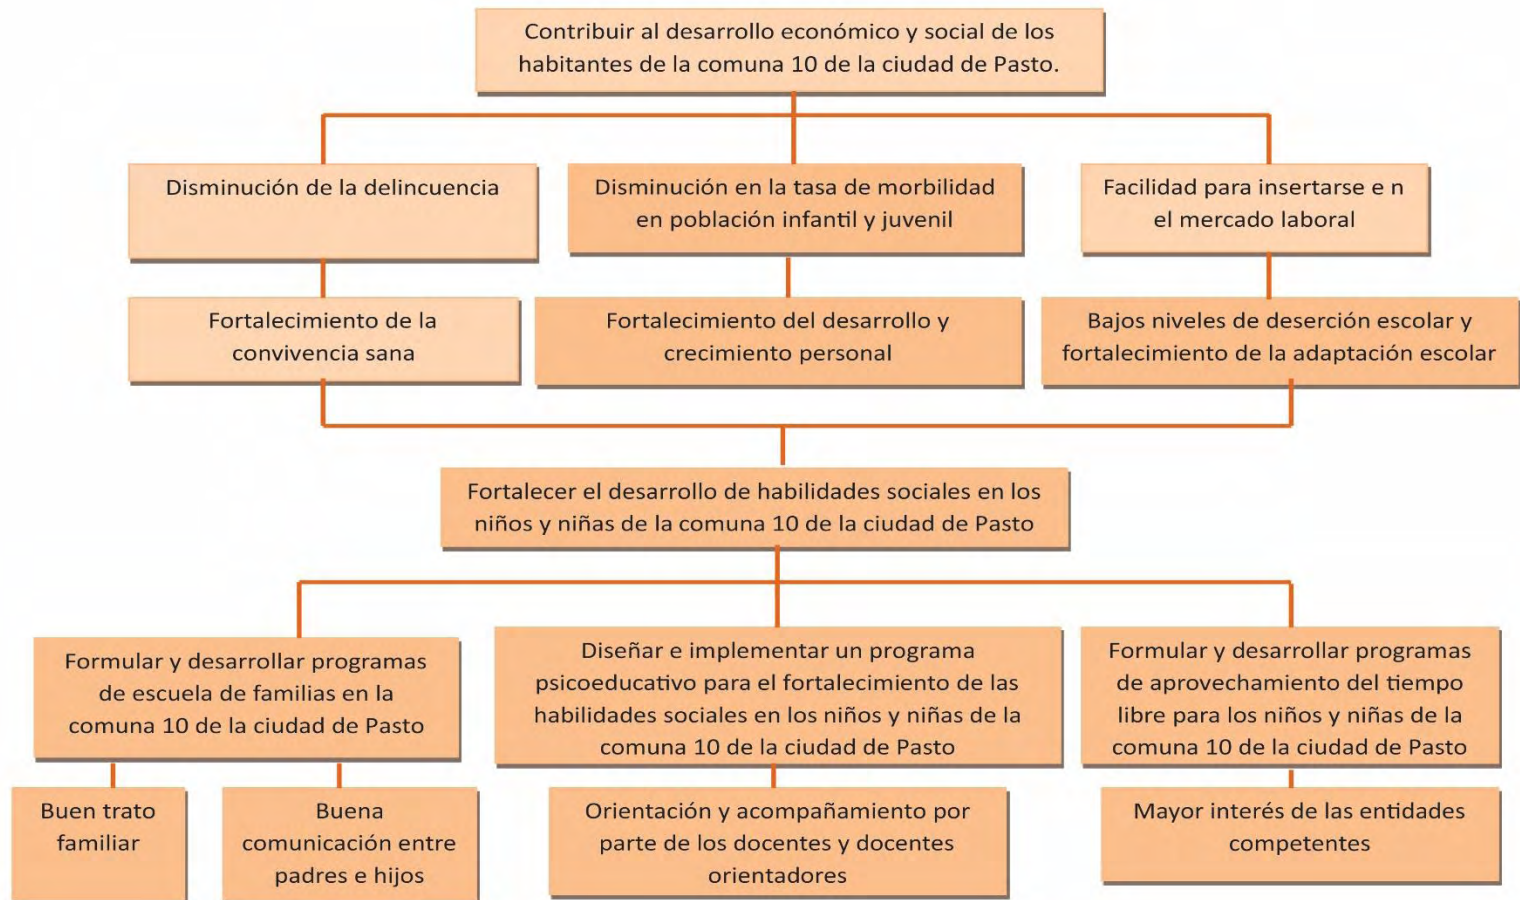 Contribuir al desarrollo económico y social de los
habitantes de la comuna 10 de la ciudad de Pasto.
Disminución de la delincuencia
Disminución en la tasa de morbilidad
en población infantil y juvenil
Facilidad para insertarse e n
el mercado laboral
Fortalecimiento de la
convivencia sana
Fortalecimiento del desarrollo y
crecimiento personal
Bajos niveles de deserción escolar y
fortalecimiento de la adaptación escolar
Fortalecer el desarrollo de habilidades sociales en los
niños y niñas de la comuna 10 de la ciudad de Pasto
Formular y desarrollar programas
de escuela de familias en la
comuna 10 de la ciudad de Pasto
Diseñar e implementar un programa
psicoeducativo para el fortalecimiento de las
habilidades sociales en los niños y niñas de la
comuna 10 de la ciudad de Pasto
Formular y desarrollar programas
de aprovechamiento del tiempo
libre para los niños y niñas de la
comuna 10 de la ciudad de Pasto
Buen trato
familiar
Buena
comunicación entre
padres e hijos
Orientación y acompañamiento por
parte de los docentes y docentes
orientadores
Mayor interés de las entidades
competentes